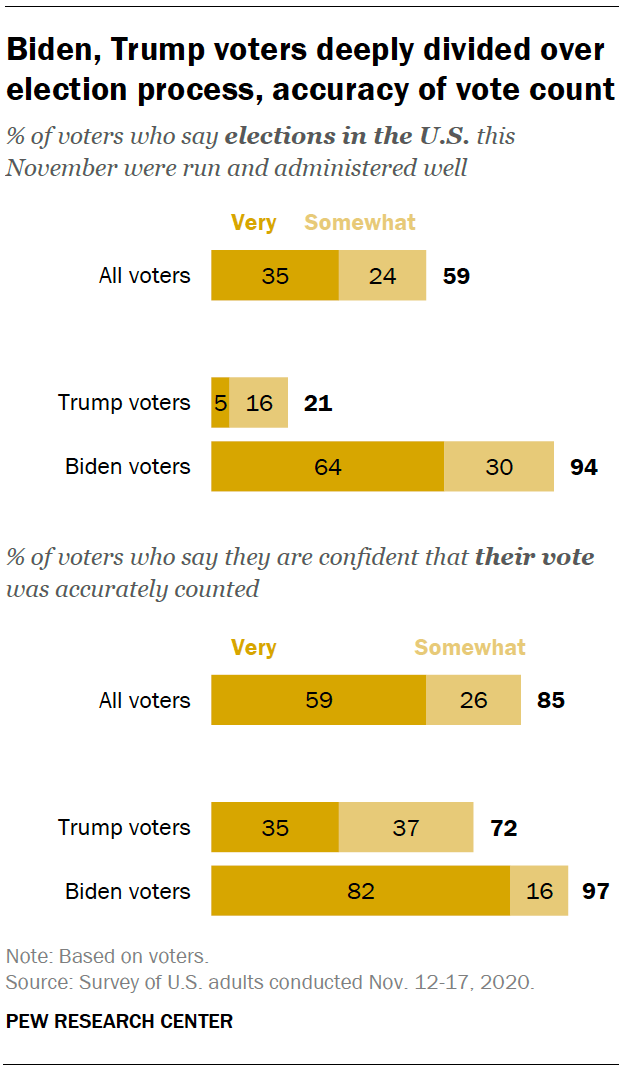 Biden, Trump voters deeply divided over
election process, accuracy of vote count
% of voters who say elections in the U.S. this
November were run and administered well
Very Somewhat
All voters 35 24 59
Trump voters 5 16 21
Biden voters 64 30 94
% of voters who say they are confident that their vote
was accurately counted
Very Somewhat
All voters 59 26 85
Trump voters 35 37 72
Biden voters 82 16 97
Note: Based on voters.
Source: Survey of U.S. adults conducted Nov. 12-17, 2020.
PEW RESEARCH CENTER